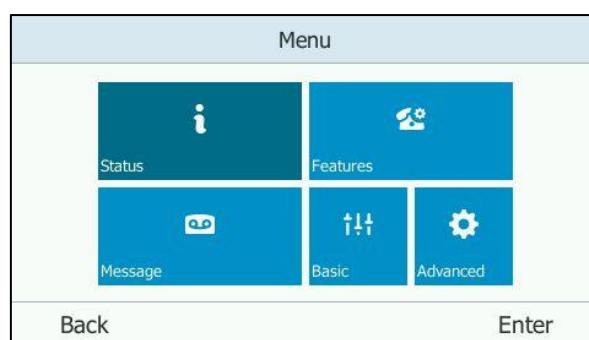 Menu
Status
Features
Message
Basic
Advanced
Back
Enter